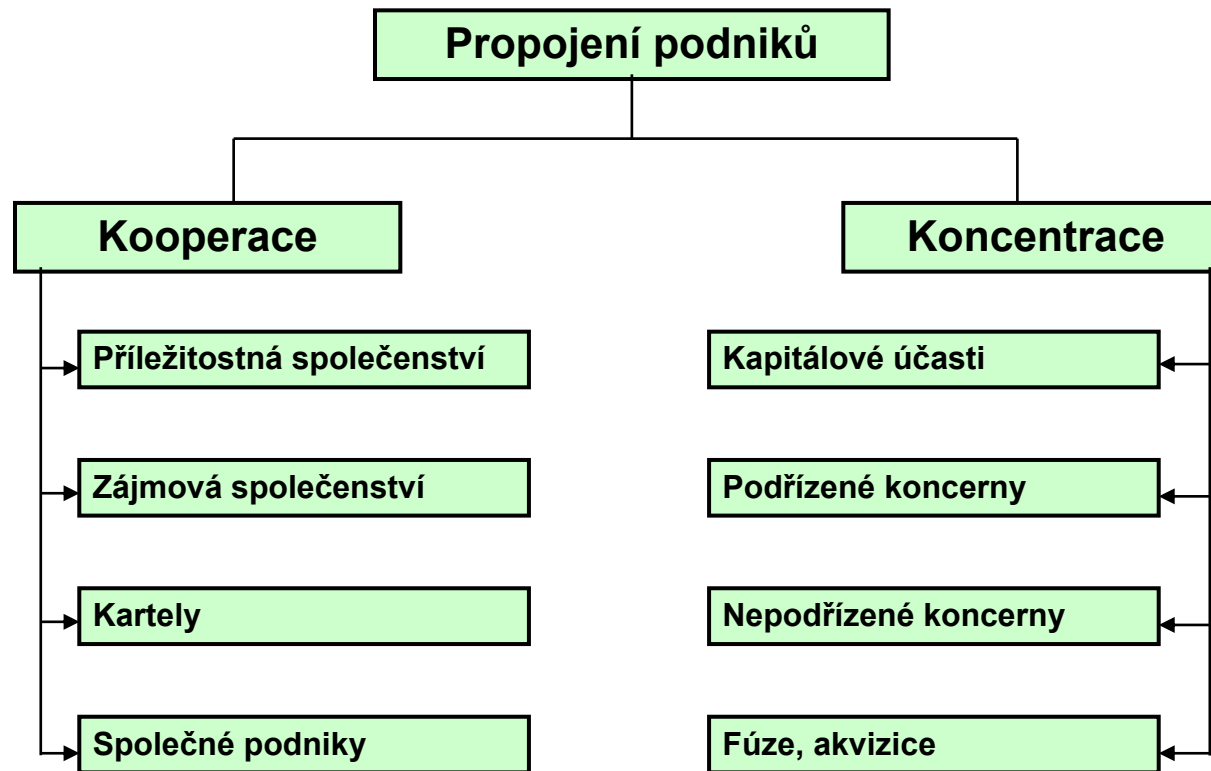 Propojení podniků
Kooperace
Koncentrace
Příležitostná společenství
Kapitálové účasti
Zájmová společenství
Podřízené koncerny
Kartely
Nepodřízené koncerny
Společné podniky
Fúze, akvizice